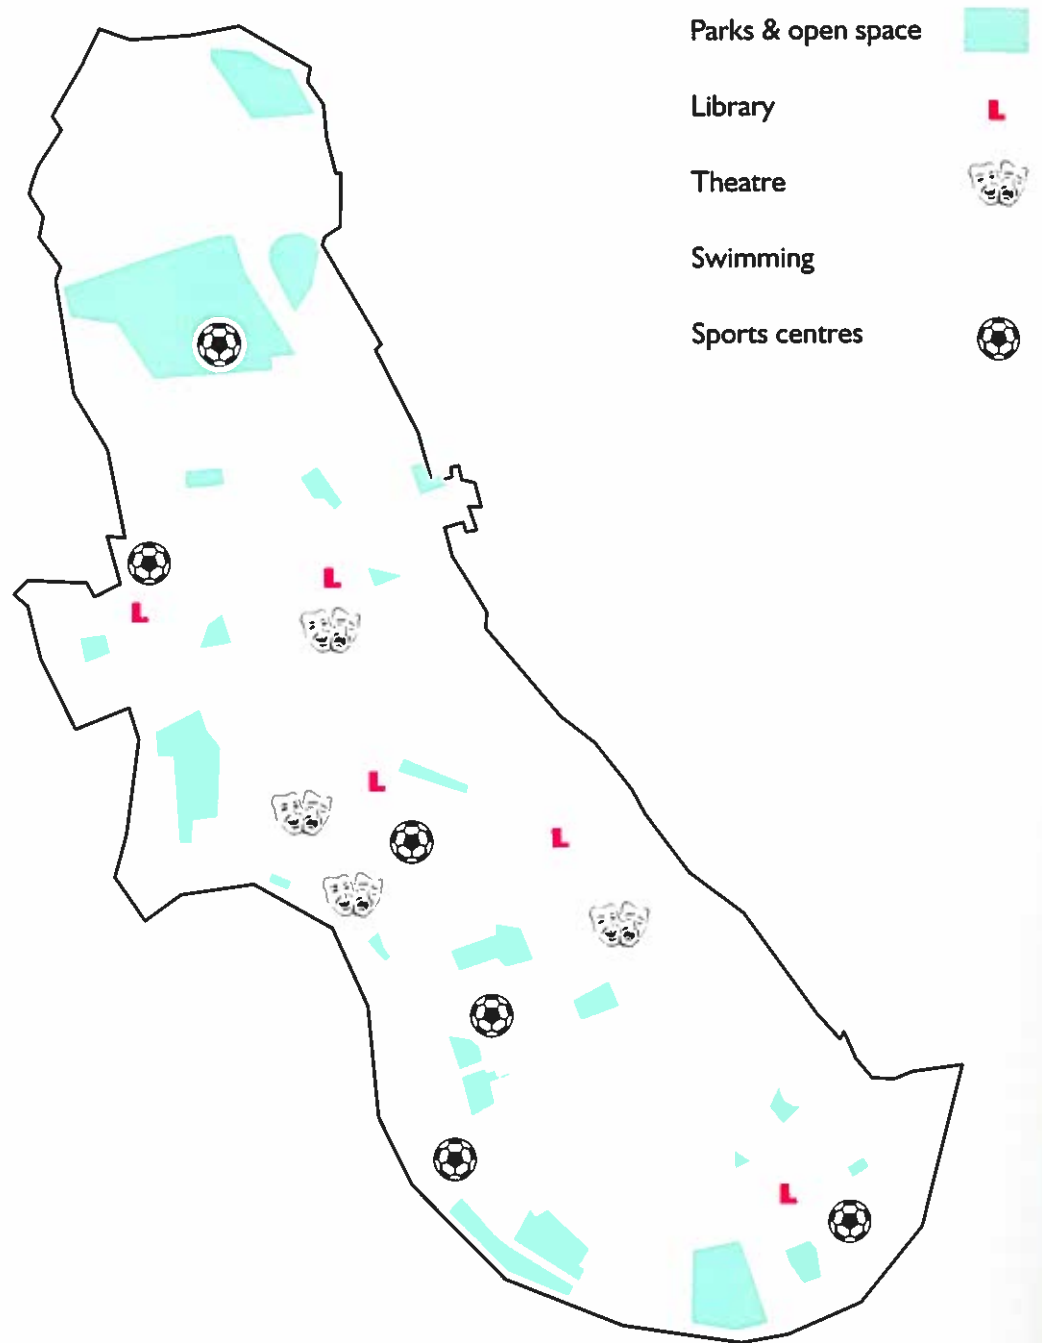 Parks & open space
Library
L
Theatre
Swimming
Sports centres
L
L
L
L
L